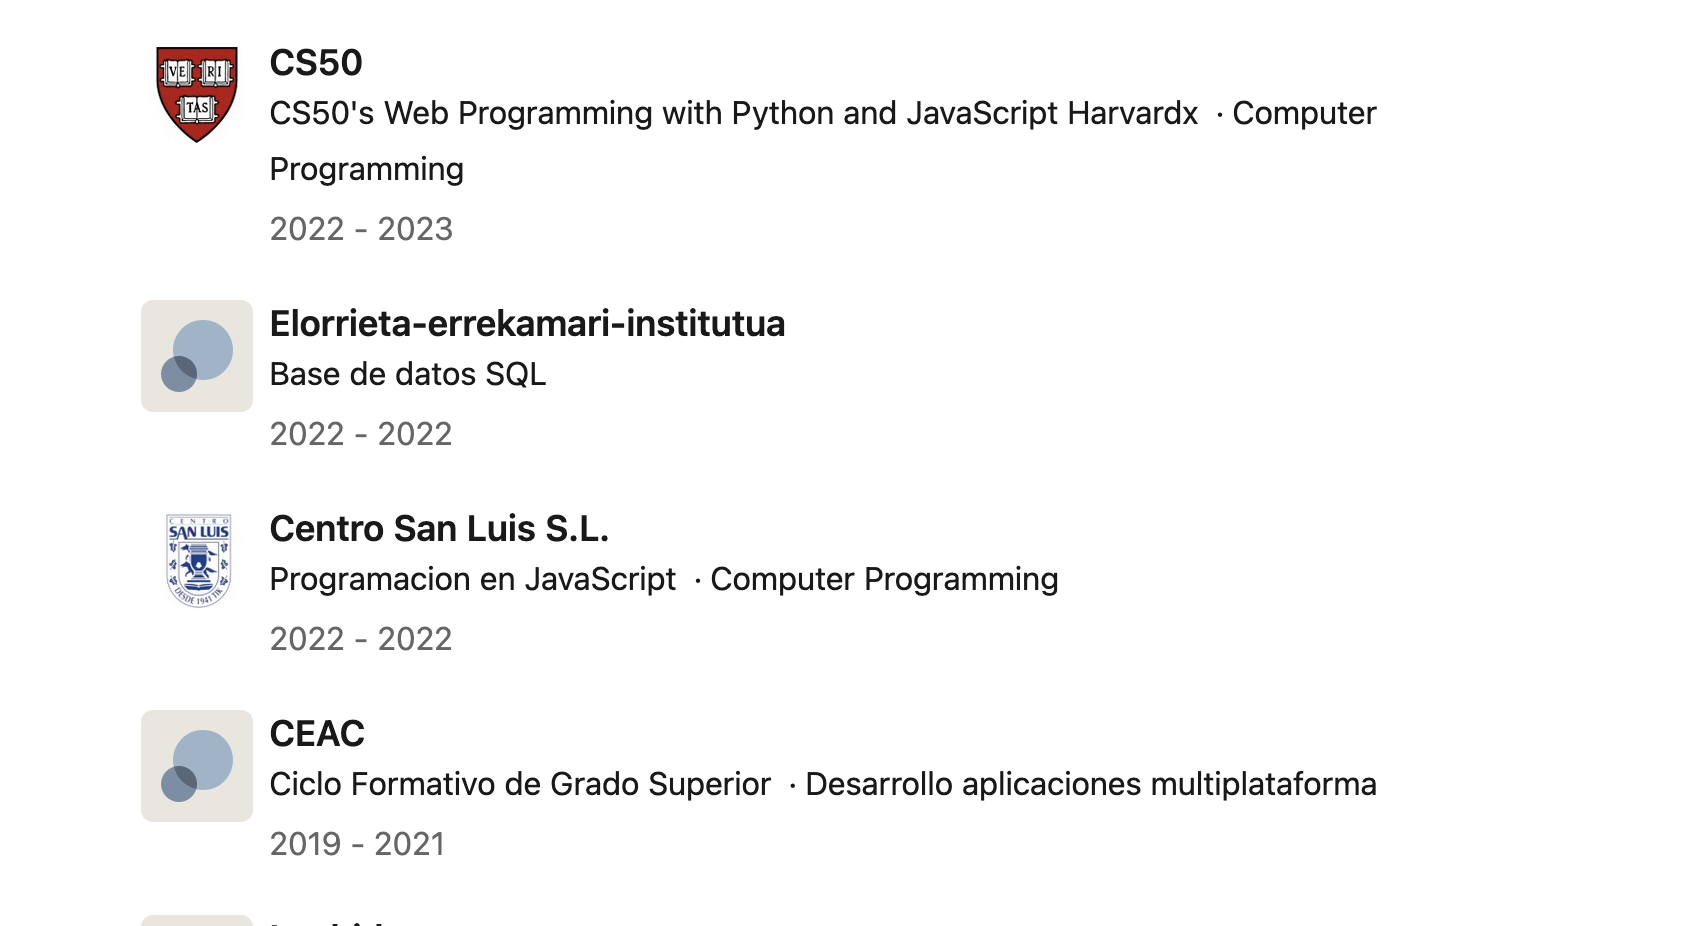 VE RI
TAS
CS50
CS50's Web Programming with Python and JavaScript Harvardx · Computer
Programming
2022 - 2023
Elorrieta-errekamari-institutua
Base de datos SQL
2022 - 2022
CENTRO
SAN LUIS
DESDE 1941 TIK
Centro San Luis S.L.
Programacion en JavaScript · Computer Programming
2022 - 2022
CEAC
Ciclo Formativo de Grado Superior · Desarrollo aplicaciones multiplataforma
2019 - 2021